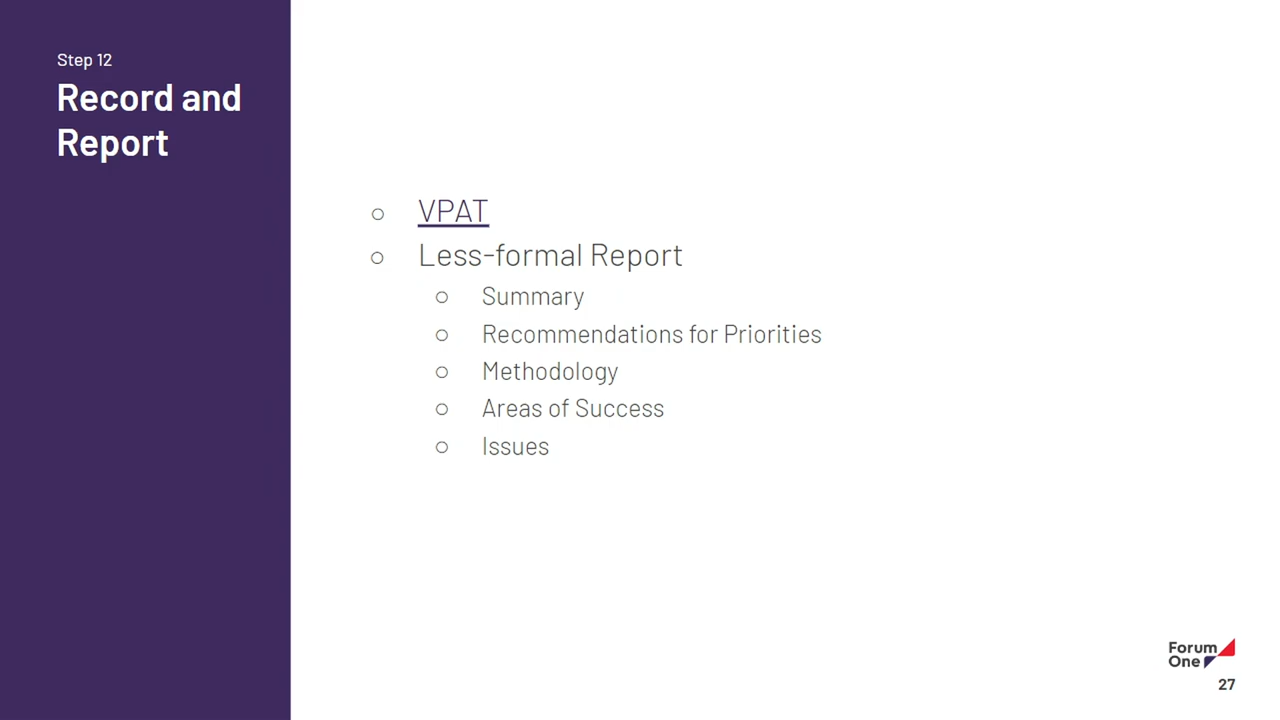 Step 12
Record and
Report
○ VPAT
○ Less-formal Report
○ Summary
○ Recommendations for Priorities
○ Methodology
○ Areas of Success
○ Issues
Forum
One
27